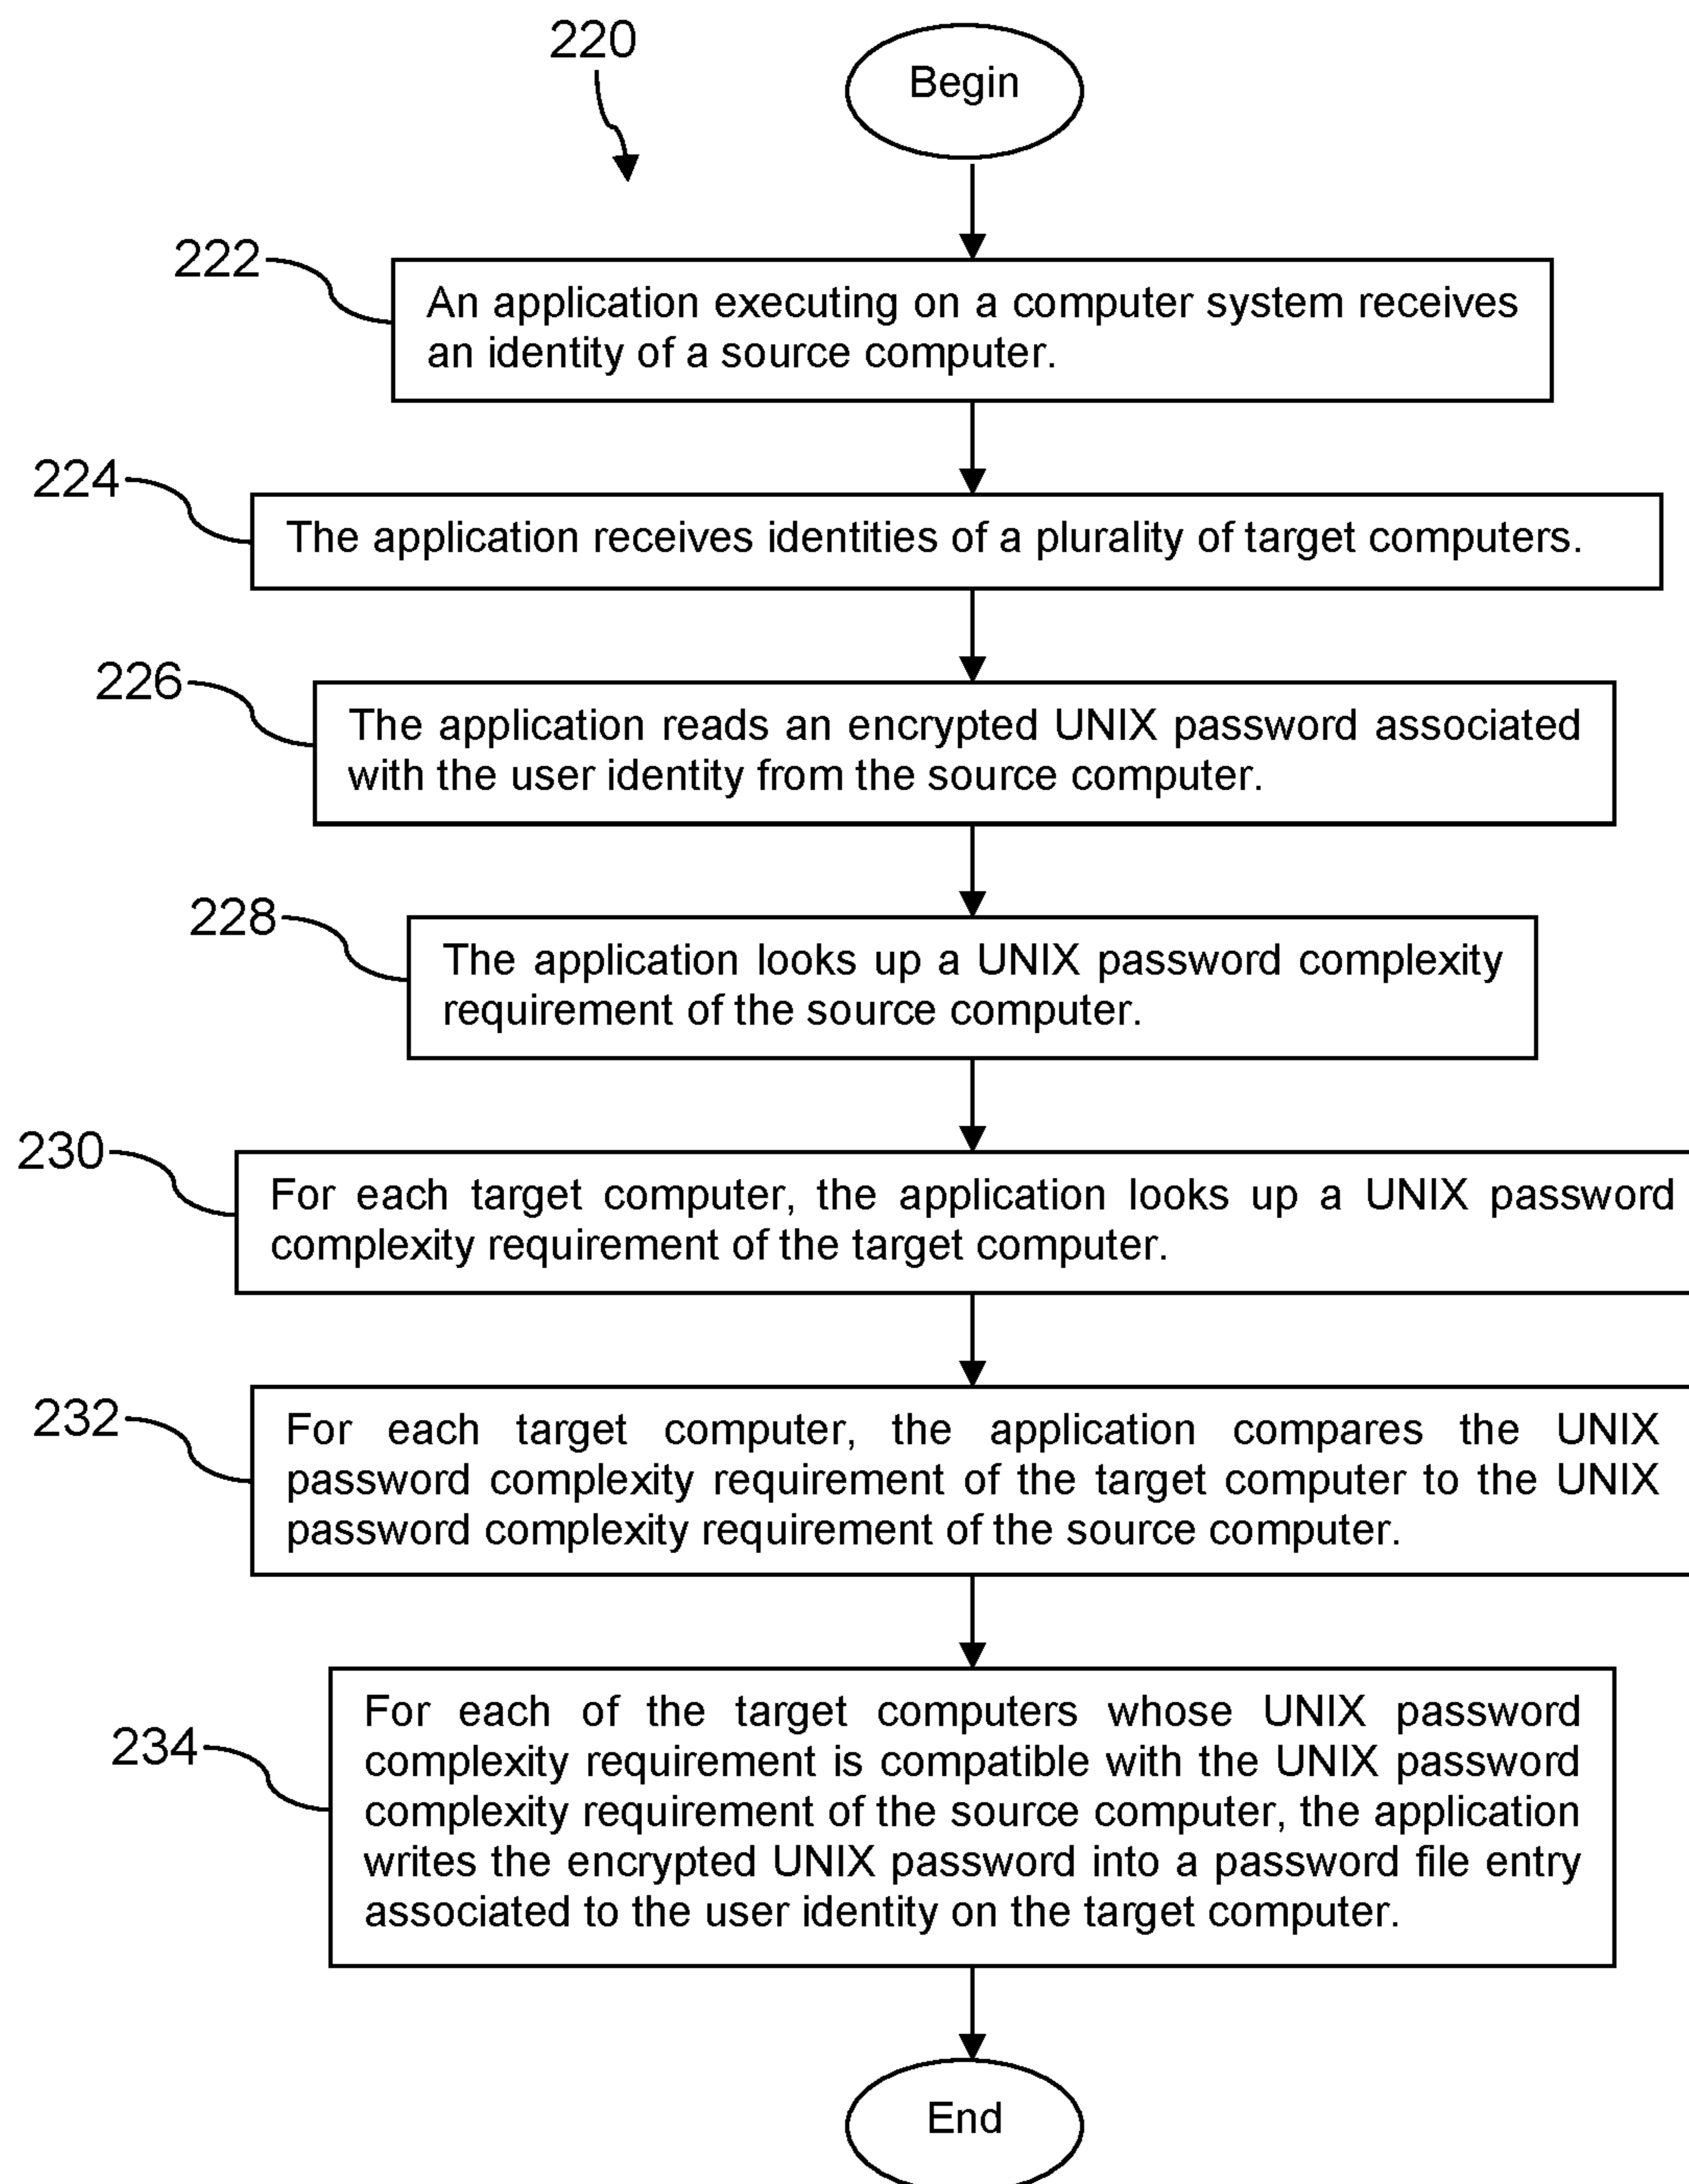 220
Begin
222
An application executing on a computer system receives
an identity of a source computer.
224
The application receives identities of a plurality of target computers.
226
The application reads an encrypted UNIX password associated
with the user identity from the source computer.
228
The application looks up a UNIX password complexity
requirement of the source computer.
230
For each target computer, the application looks up a UNIX password
complexity requirement of the target computer.
232
For each target computer, the application compares the UNIX
password complexity requirement of the target computer to the UNIX
password complexity requirement of the source computer.
234
For each of the target computers whose UNIX password
complexity requirement is compatible with the UNIX password
complexity requirement of the source computer, the application
writes the encrypted UNIX password into a password file entry
associated to the user identity on the target computer.
End